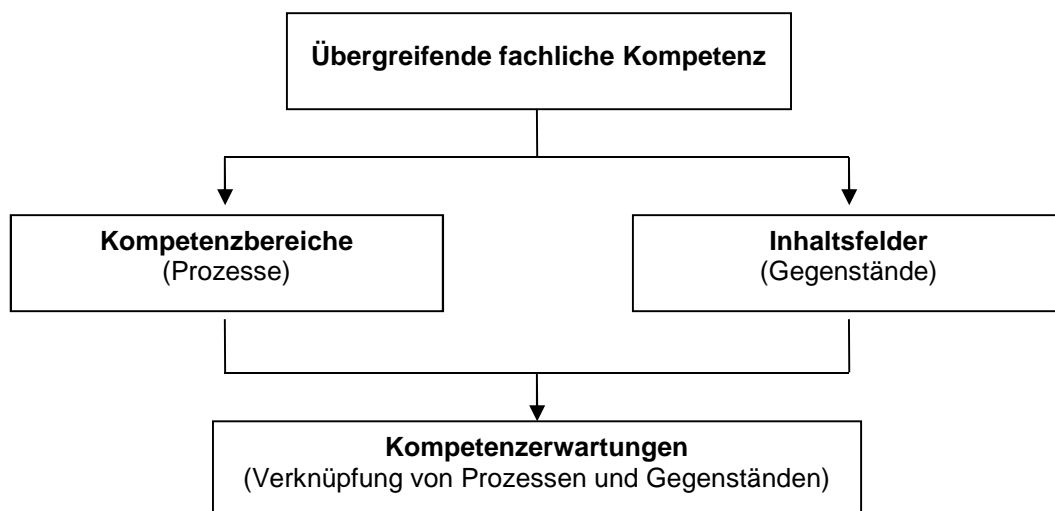 Übergreifende fachliche Kompetenz
Kompetenzbereiche
(Prozesse)
Inhaltsfelder
(Gegenstände)
Kompetenzerwartungen
(Verknüpfung von Prozessen und Gegenständen)